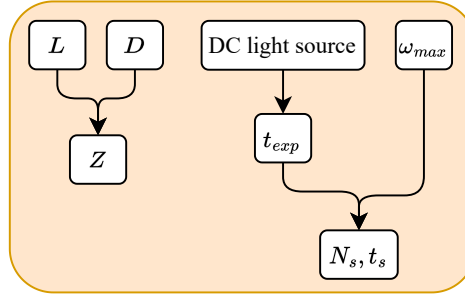 L D DC light source ω_max
Z t_exp
N_s, t_s